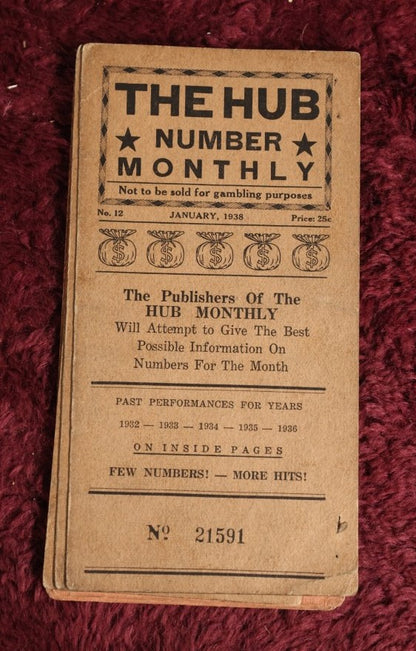 THE HUB
★ NUMBER ★
MONTHLY
Not to be sold for gambling purposes
No. 12 JANUARY, 1938 Price: 25c
$ $ $ $ $
The Publishers Of The
HUB MONTHLY
Will Attempt to Give The Best
Possible Information On
Numbers For The Month
PAST PERFORMANCES FOR YEARS
1932 — 1933 — 1934 — 1935 — 1936
ON INSIDE PAGES
FEW NUMBERS! — MORE HITS!
Nº 21591